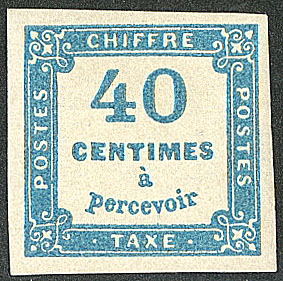 CHIFFRE
POSTES
40
CENTIMES
à
percevoir
POSTES
· TAXE ·